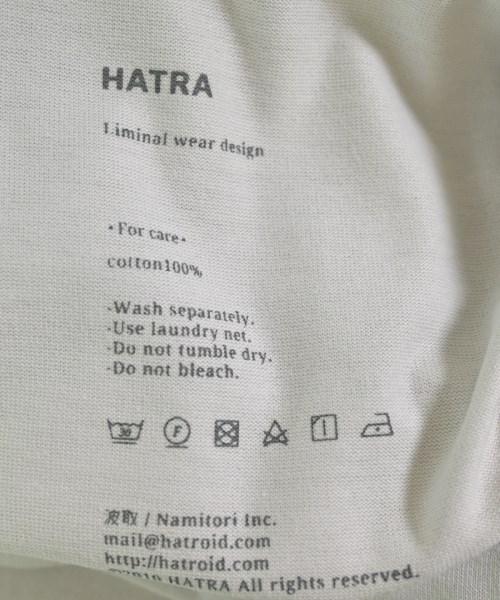 HATRA
Liminal wear design
·For care·
cotton100%
-Wash separately.
-Use laundry net.
-Do not tumble dry.
-Do not bleach.
30
F
波取 / Namitori Inc.
mail@hatroid.com
http://hatroid.com
HATRA All rights reserved.